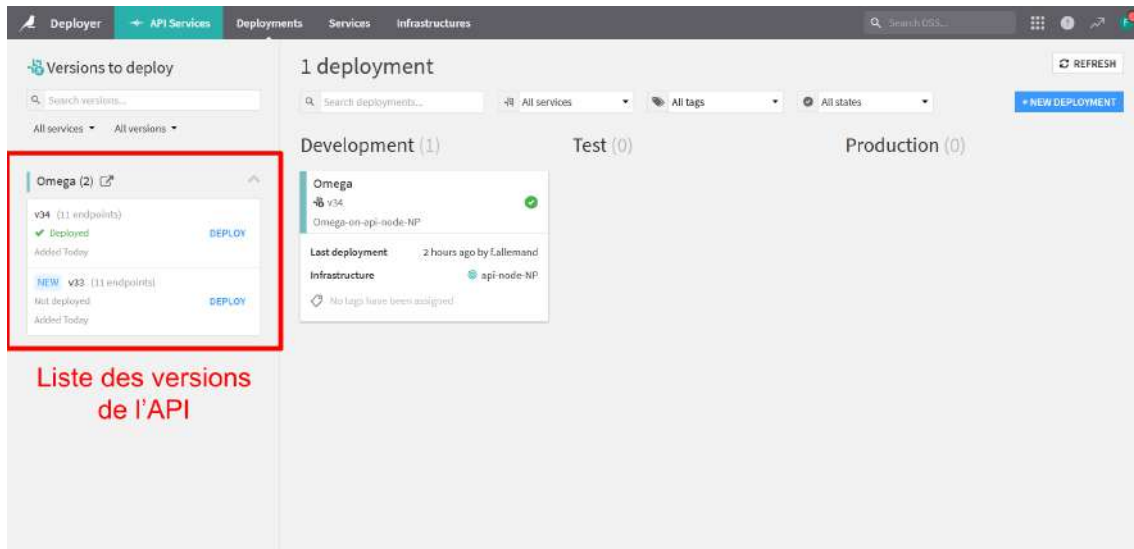 Deployer API Services Deployments Services Infrastructures Search DSS...
Versions to deploy
Search versions...
All services All versions
Omega (2)
v34 (11 endpoints)
Deployed DEPLOY
Added Today
NEW v33 (11 endpoints)
Not deployed DEPLOY
Added Today
Liste des versions
de l'API
1 deployment REFRESH
Search deployments... All services All tags All states + NEW DEPLOYMENT
Development (1) Test (0) Production (0)
Omega
v34
Omega-on-api-node-NP
Last deployment 2 hours ago by f.allemand
Infrastructure api-node-NP
No tags have been assigned